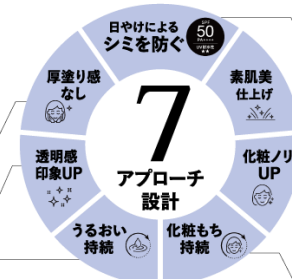 日やけによる
シミを防ぐ
SPF
50
PA++++
UV耐水性
★★
素肌美
仕上げ
化粧ノリ
UP
化粧もち
持続
うるおい
持続
透明感
印象UP
厚塗り感
なし
7
アプローチ
設計